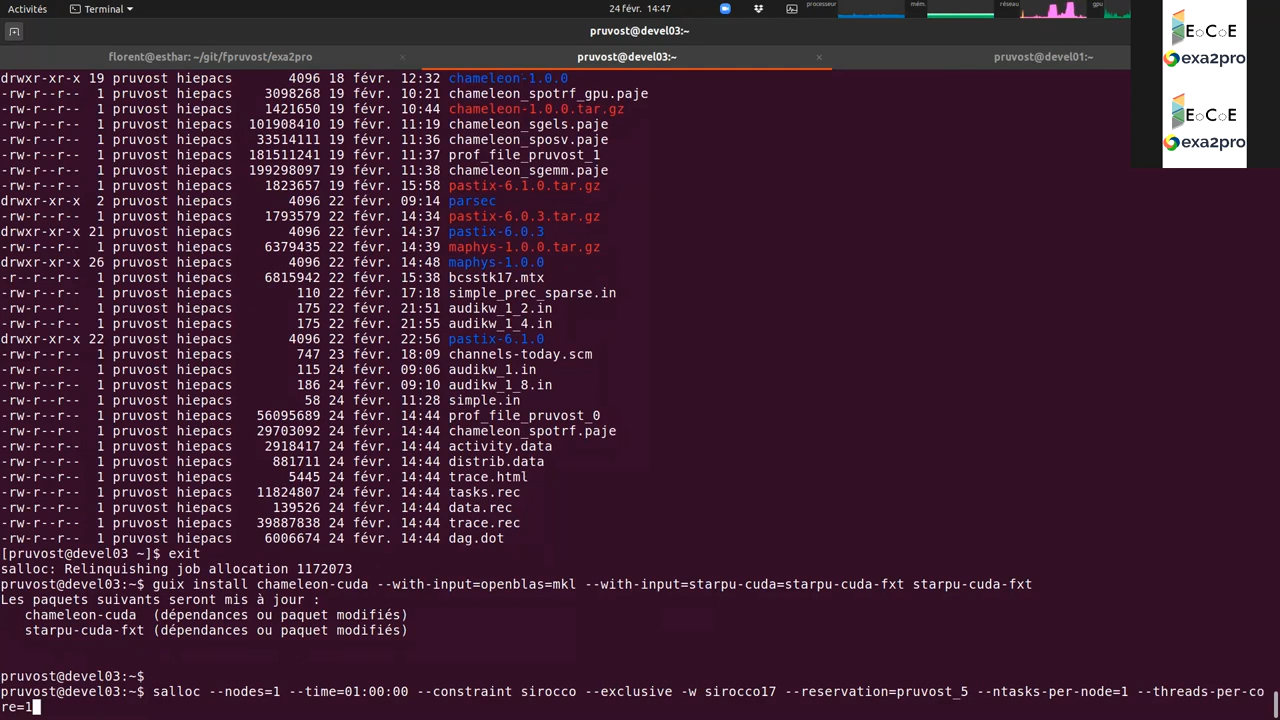 Activités
Terminal
24 févr. 14:47
processeur
mém.
réseau
gpu
pruvost@devel03:~
florent@esthar: ~/git/fpruvost/exa2pro
×
pruvost@devel03:~
×
pruvost@devel01:~
EoCoE
exa2pro
EoCoE
exa2pro
drwxr-xr-x 19 pruvost hiepacs 4096 18 févr. 12:32 chameleon-1.0.0
-rw-r--r-- 1 pruvost hiepacs 3098268 19 févr. 10:21 chameleon_spotrf_gpu.paje
-rw-r--r-- 1 pruvost hiepacs 1421650 19 févr. 10:44 chameleon-1.0.0.tar.gz
-rw-r--r-- 1 pruvost hiepacs 101908410 19 févr. 11:19 chameleon_sgels.paje
-rw-r--r-- 1 pruvost hiepacs 33514111 19 févr. 11:36 chameleon_sposv.paje
-rw-r--r-- 1 pruvost hiepacs 181511241 19 févr. 11:37 prof_file_pruvost_1
-rw-r--r-- 1 pruvost hiepacs 199298097 19 févr. 11:38 chameleon_sgemm.paje
-rw-r--r-- 1 pruvost hiepacs 1823657 19 févr. 15:58 pastix-6.1.0.tar.gz
drwxr-xr-x 2 pruvost hiepacs 4096 22 févr. 09:14 parsec
-rw-r--r-- 1 pruvost hiepacs 1793579 22 févr. 14:34 pastix-6.0.3.tar.gz
drwxr-xr-x 21 pruvost hiepacs 4096 22 févr. 14:37 pastix-6.0.3
-rw-r--r-- 1 pruvost hiepacs 6379435 22 févr. 14:39 maphys-1.0.0.tar.gz
drwxr-xr-x 26 pruvost hiepacs 4096 22 févr. 14:48 maphys-1.0.0
-r--r--r-- 1 pruvost hiepacs 6815942 22 févr. 15:38 bcsstk17.mtx
-rw-r--r-- 1 pruvost hiepacs 110 22 févr. 17:18 simple_prec_sparse.in
-rw-r--r-- 1 pruvost hiepacs 175 22 févr. 21:51 audikw_1_2.in
-rw-r--r-- 1 pruvost hiepacs 175 22 févr. 21:55 audikw_1_4.in
drwxr-xr-x 22 pruvost hiepacs 4096 22 févr. 22:56 pastix-6.1.0
-rw-r--r-- 1 pruvost hiepacs 747 23 févr. 18:09 channels-today.scm
-rw-r--r-- 1 pruvost hiepacs 115 24 févr. 09:06 audikw_1.in
-rw-r--r-- 1 pruvost hiepacs 186 24 févr. 09:10 audikw_1_8.in
-rw-r--r-- 1 pruvost hiepacs 58 24 févr. 11:28 simple.in
-rw-r--r-- 1 pruvost hiepacs 56095689 24 févr. 14:44 prof_file_pruvost_0
-rw-r--r-- 1 pruvost hiepacs 29703092 24 févr. 14:44 chameleon_spotrf.paje
-rw-r--r-- 1 pruvost hiepacs 2918417 24 févr. 14:44 activity.data
-rw-r--r-- 1 pruvost hiepacs 881711 24 févr. 14:44 distrib.data
-rw-r--r-- 1 pruvost hiepacs 5445 24 févr. 14:44 trace.html
-rw-r--r-- 1 pruvost hiepacs 11824807 24 févr. 14:44 tasks.rec
-rw-r--r-- 1 pruvost hiepacs 139526 24 févr. 14:44 data.rec
-rw-r--r-- 1 pruvost hiepacs 39887838 24 févr. 14:44 trace.rec
-rw-r--r-- 1 pruvost hiepacs 6006674 24 févr. 14:44 dag.dot
[pruvost@devel03 ~]$ exit
salloc: Relinquishing job allocation 1172073
pruvost@devel03:~$ guix install chameleon-cuda --with-input=openblas=mkl --with-input=starpu-cuda=starpu-cuda-fxt starpu-cuda-fxt
Les paquets suivants seront mis à jour :
chameleon-cuda (dépendances ou paquet modifiés)
starpu-cuda-fxt (dépendances ou paquet modifiés)
pruvost@devel03:~$
pruvost@devel03:~$ salloc --nodes=1 --time=01:00:00 --constraint sirocco --exclusive -w sirocco17 --reservation=pruvost_5 --ntasks-per-node=1 --threads-per-co
re=1